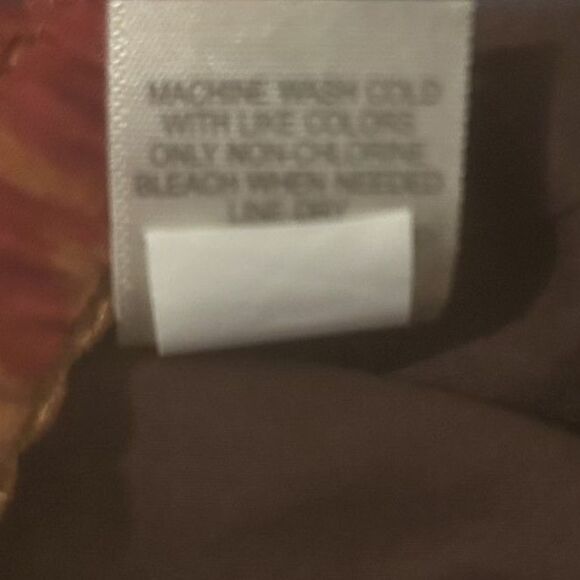 MACHINE WASH COLD
WITH LIKE COLORS
ONLY NON-CHLORINE
BLEACH WHEN NEEDED
LINE DRY